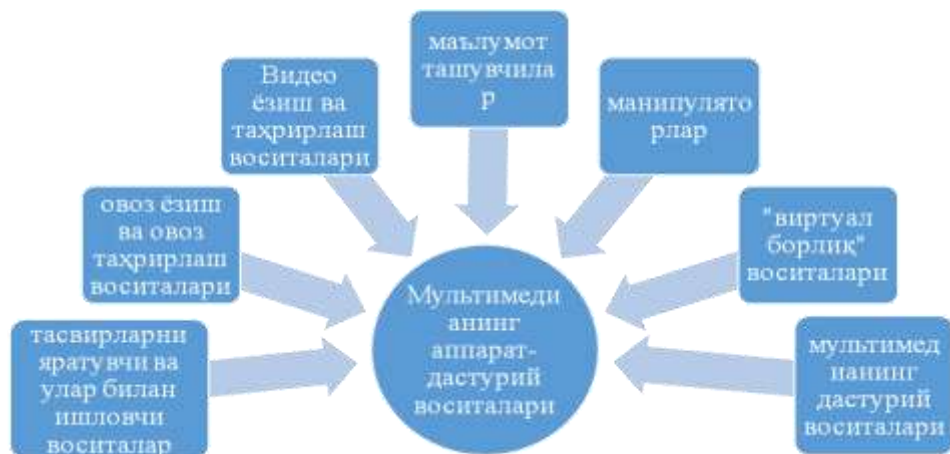 тасвирларни
яратувчи ва
улар билан
ишловчи
воситалар
овоз ёзиш
ва овоз
таҳрирлаш
воситалари
Видео
ёзиш ва
таҳрирлаш
воситалари
маълумот
ташувчила
р
манипулято
рлар
"виртуал
борлиқ"
воситалари
мультимед
ианинг
дастурий
воситалари
Мультимеди
анинг
аппарат-
дастурий
воситалари